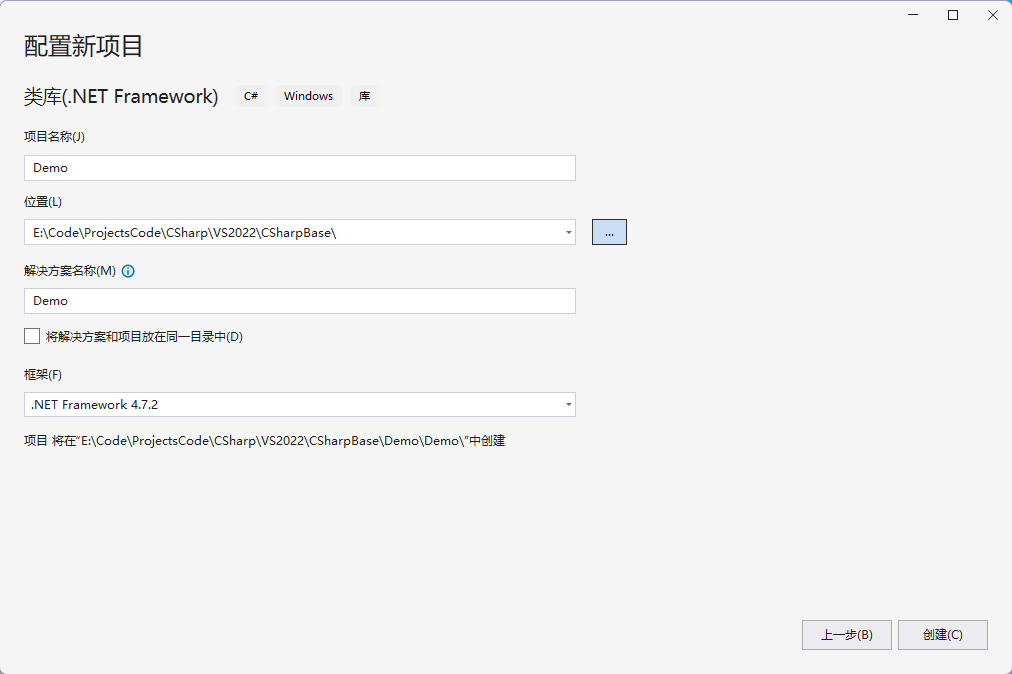 配置新项目
类库(.NET Framework) C# Windows 库
项目名称(J)
Demo
位置(L)
E:\Code\ProjectsCode\CSharp\VS2022\CSharpBase\
...
解决方案名称(M)
Demo
将解决方案和项目放在同一目录中(D)
框架(F)
.NET Framework 4.7.2
项目 将在“E:\Code\ProjectsCode\CSharp\VS2022\CSharpBase\Demo\Demo\”中创建
上一步(B) 创建(C)